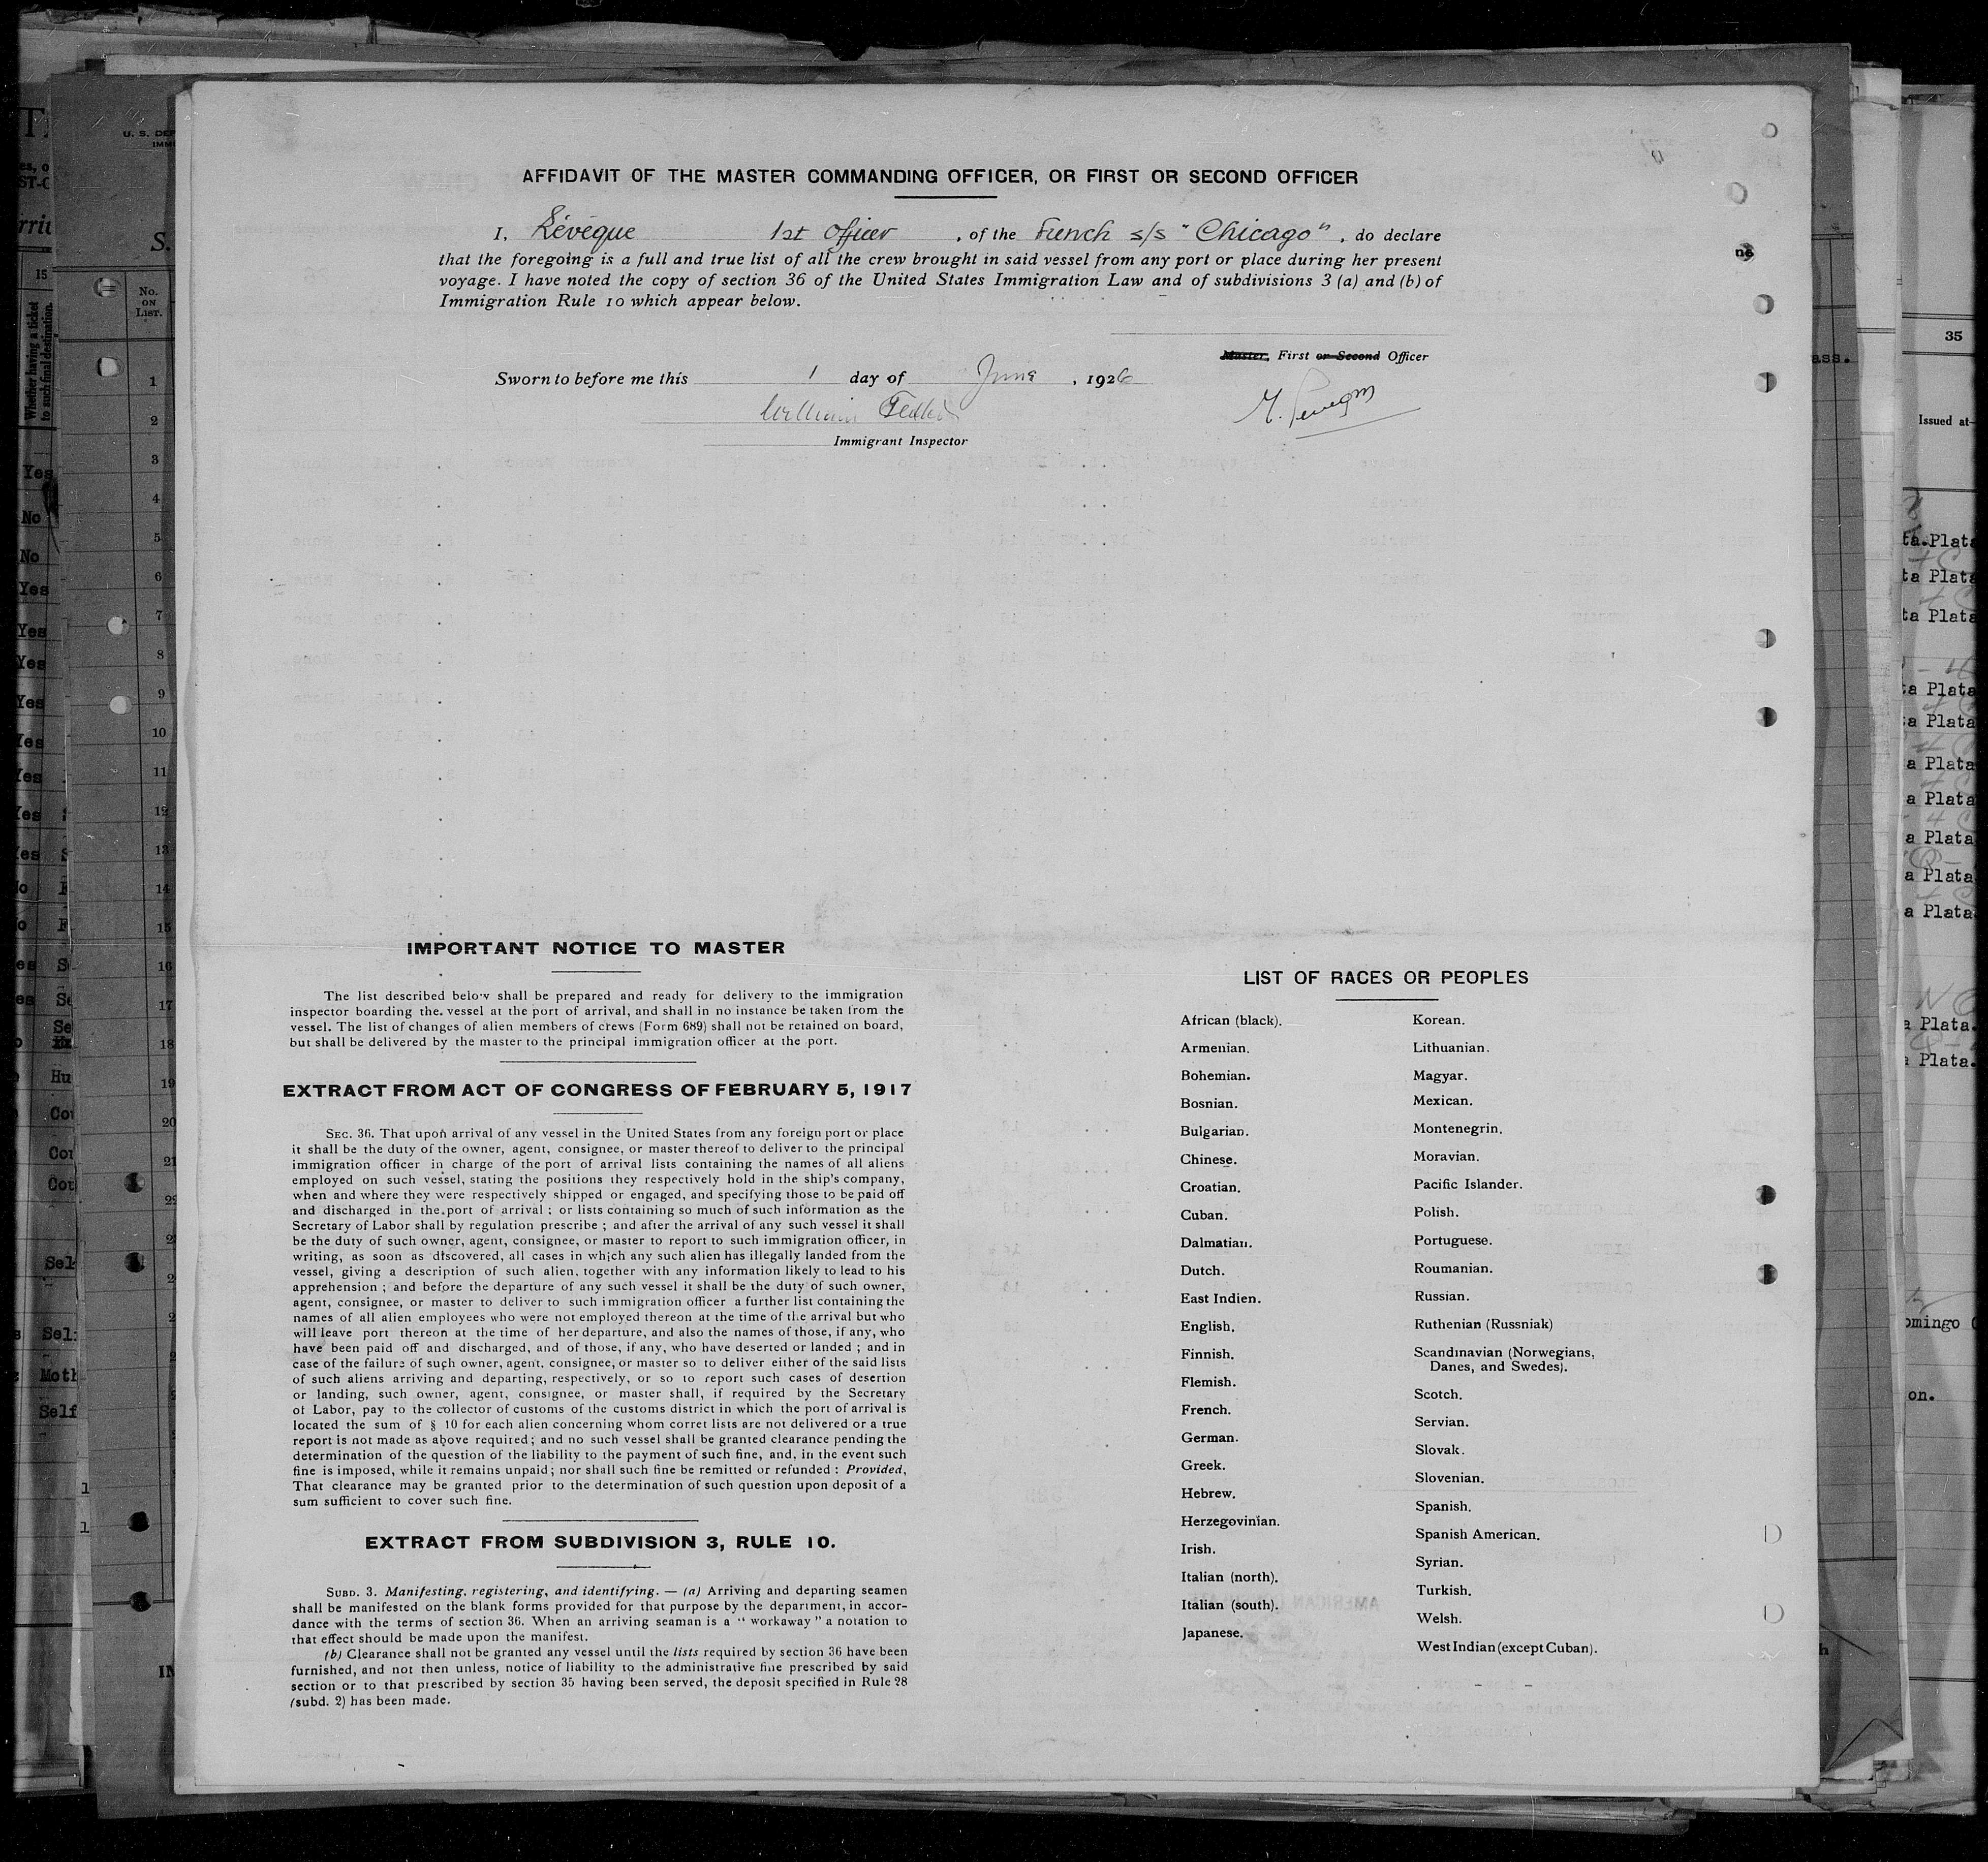 AFFIDAVIT OF THE MASTER COMMANDING OFFICER, OR FIRST OR SECOND OFFICER
I, Lévêque 1st Officer, of the French s/s "Chicago", do declare
that the foregoing is a full and true list of all the crew brought in said vessel from any port or place during her present
voyage. I have noted the copy of section 36 of the United States Immigration Law and of subdivisions 3 (a) and (b) of
Immigration Rule 10 which appear below.
Master, First or Second Officer
Sworn to before me this 1 day of June, 1926
William
Immigrant Inspector
IMPORTANT NOTICE TO MASTER
The list described below shall be prepared and ready for delivery to the immigration
inspector boarding the vessel at the port of arrival, and shall in no instance be taken from the
vessel. The list of changes of alien members of crews (Form 689) shall not be retained on board,
but shall be delivered by the master to the principal immigration officer at the port.
EXTRACT FROM ACT OF CONGRESS OF FEBRUARY 5, 1917
SEC. 36. That upon arrival of any vessel in the United States from any foreign port or place
it shall be the duty of the owner, agent, consignee, or master thereof to deliver to the principal
immigration officer in charge of the port of arrival lists containing the names of all aliens
employed on such vessel, stating the positions they respectively hold in the ship's company,
when and where they were respectively shipped or engaged, and specifying those to be paid off
and discharged in the port of arrival ; or lists containing so much of such information as the
Secretary of Labor shall by regulation prescribe ; and after the arrival of any such vessel it shall
be the duty of such owner, agent, consignee, or master to report to such immigration officer, in
writing, as soon as discovered, all cases in which any such alien has illegally landed from the
vessel, giving a description of such alien, together with any information likely to lead to his
apprehension ; and before the departure of any such vessel it shall be the duty of such owner,
agent, consignee, or master to deliver to such immigration officer a further list containing the
names of all alien employees who were not employed thereon at the time of the arrival but who
will leave port thereon at the time of her departure, and also the names of those, if any, who
have been paid off and discharged, and of those, if any, who have deserted or landed ; and in
case of the failure of such owner, agent, consignee, or master so to deliver either of the said lists
of such aliens arriving and departing, respectively, or so to report such cases of desertion
or landing, such owner, agent, consignee, or master shall, if required by the Secretary
of Labor, pay to the collector of customs of the customs district in which the port of arrival is
located the sum of § 10 for each alien concerning whom corret lists are not delivered or a true
report is not made as above required ; and no such vessel shall be granted clearance pending the
determination of the question of the liability to the payment of such fine, and, in the event such
fine is imposed, while it remains unpaid ; nor shall such fine be remitted or refunded : Provided,
That clearance may be granted prior to the determination of such question upon deposit of a
sum sufficient to cover such fine.
EXTRACT FROM SUBDIVISION 3, RULE 10.
SUBD. 3. Manifesting, registering, and identifying. — (a) Arriving and departing seamen
shall be manifested on the blank forms provided for that purpose by the department, in accor-
dance with the terms of section 36. When an arriving seaman is a "workaway" a notation to
that effect should be made upon the manifest.
(b) Clearance shall not be granted any vessel until the lists required by section 36 have been
furnished, and not then unless, notice of liability to the administrative fine prescribed by said
section or to that prescribed by section 35 having been served, the deposit specified in Rule 28
(subd. 2) has been made.
LIST OF RACES OR PEOPLES
African (black).
Armenian.
Bohemian.
Bosnian.
Bulgarian.
Chinese.
Croatian.
Cuban.
Dalmatian.
Dutch.
East Indien.
English.
Finnish.
Flemish.
French.
German.
Greek.
Hebrew.
Herzegovinian.
Irish.
Italian (north).
Italian (south).
Japanese.
Korean.
Lithuanian.
Magyar.
Mexican.
Montenegrin.
Moravian.
Pacific Islander.
Polish.
Portuguese.
Roumanian.
Russian.
Ruthenian (Russniak)
Scandinavian (Norwegians,
Danes, and Swedes).
Scotch.
Servian.
Slovak.
Slovenian.
Spanish.
Spanish American.
Syrian.
Turkish.
Welsh.
West Indian (except Cuban).